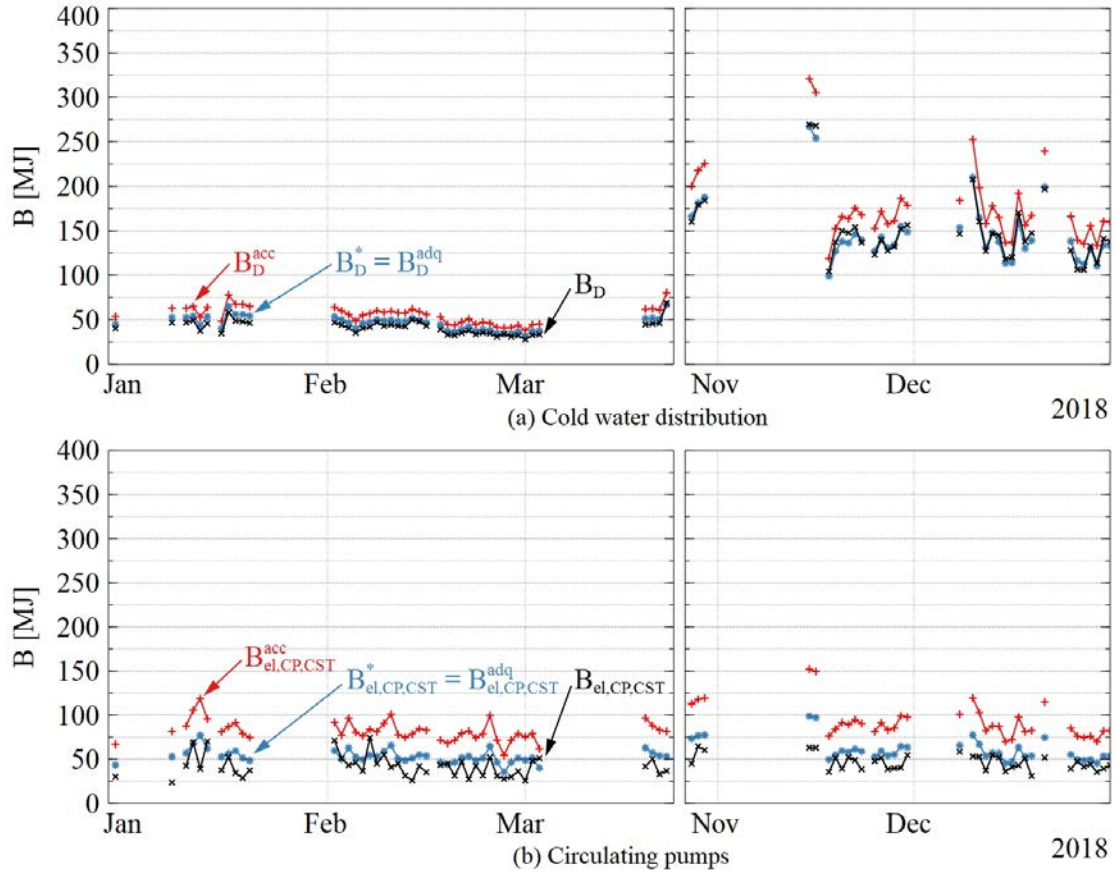 400
350
300
250
200
150
100
50
0
B [MJ]
B_D^acc
B_D^* = B_D^adq
B_D
Jan Feb Mar Nov Dec
2018
(a) Cold water distribution
400
350
300
250
200
150
100
50
0
B [MJ]
B_el,CP,CST^acc
B_el,CP,CST^* = B_el,CP,CST^adq
B_el,CP,CST
Jan Feb Mar Nov Dec
2018
(b) Circulating pumps